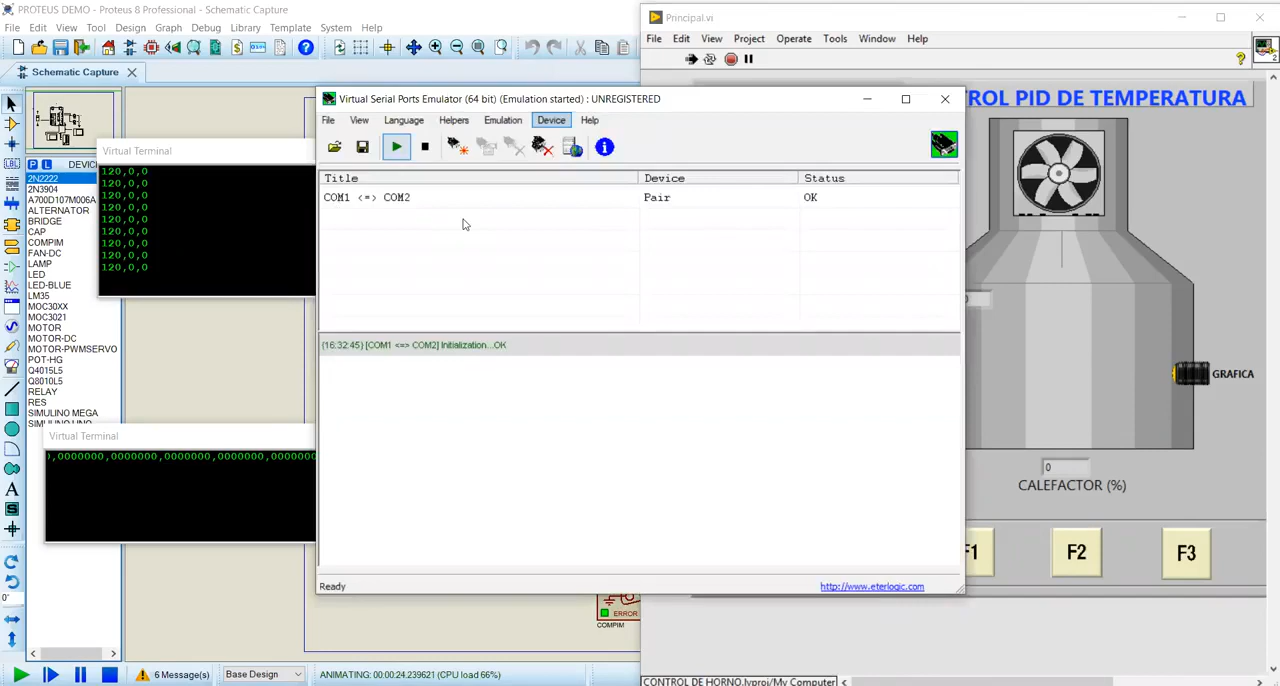 PROTEUS DEMO - Proteus 8 Professional - Schematic Capture
File Edit View Tool Design Graph Debug Library Template System Help
Schematic Capture
P L DEVIC
2N2222
2N3904
A700D107M006A
ALTERNATOR
BRIDGE
CAP
COMPIM
FAN-DC
LAMP
LED
LED-BLUE
LM35
MOC30XX
MOC3021
MOTOR
MOTOR-DC
MOTOR-PWMSERVO
POT-HG
Q4015L5
Q8010L5
RELAY
RES
SIMULINO MEGA
SIMULINO UNO
Virtual Terminal
120,0,0
120,0,0
120,0,0
120,0,0
120,0,0
120,0,0
120,0,0
120,0,0
120,0,0
Virtual Terminal
),0000000,0000000,0000000,0000000,0000000
ERROR
COMPIM
0°
6 Message(s)
Base Design
ANIMATING: 00:00:24.239621 (CPU load 66%)
Virtual Serial Ports Emulator (64 bit) (Emulation started) : UNREGISTERED
File View Language Helpers Emulation Device Help
Title Device Status
COM1 <=> COM2 Pair OK
(16:32:45) [COM1 <=> COM2] Initialization...OK
Ready
http://www.eterlogic.com
Principal.vi
File Edit View Project Operate Tools Window Help
ROL PID DE TEMPERATURA
GRAFICA
0
CALEFACTOR (%)
F1 F2 F3
CONTROL DE HORNO.lvproj/My Computer